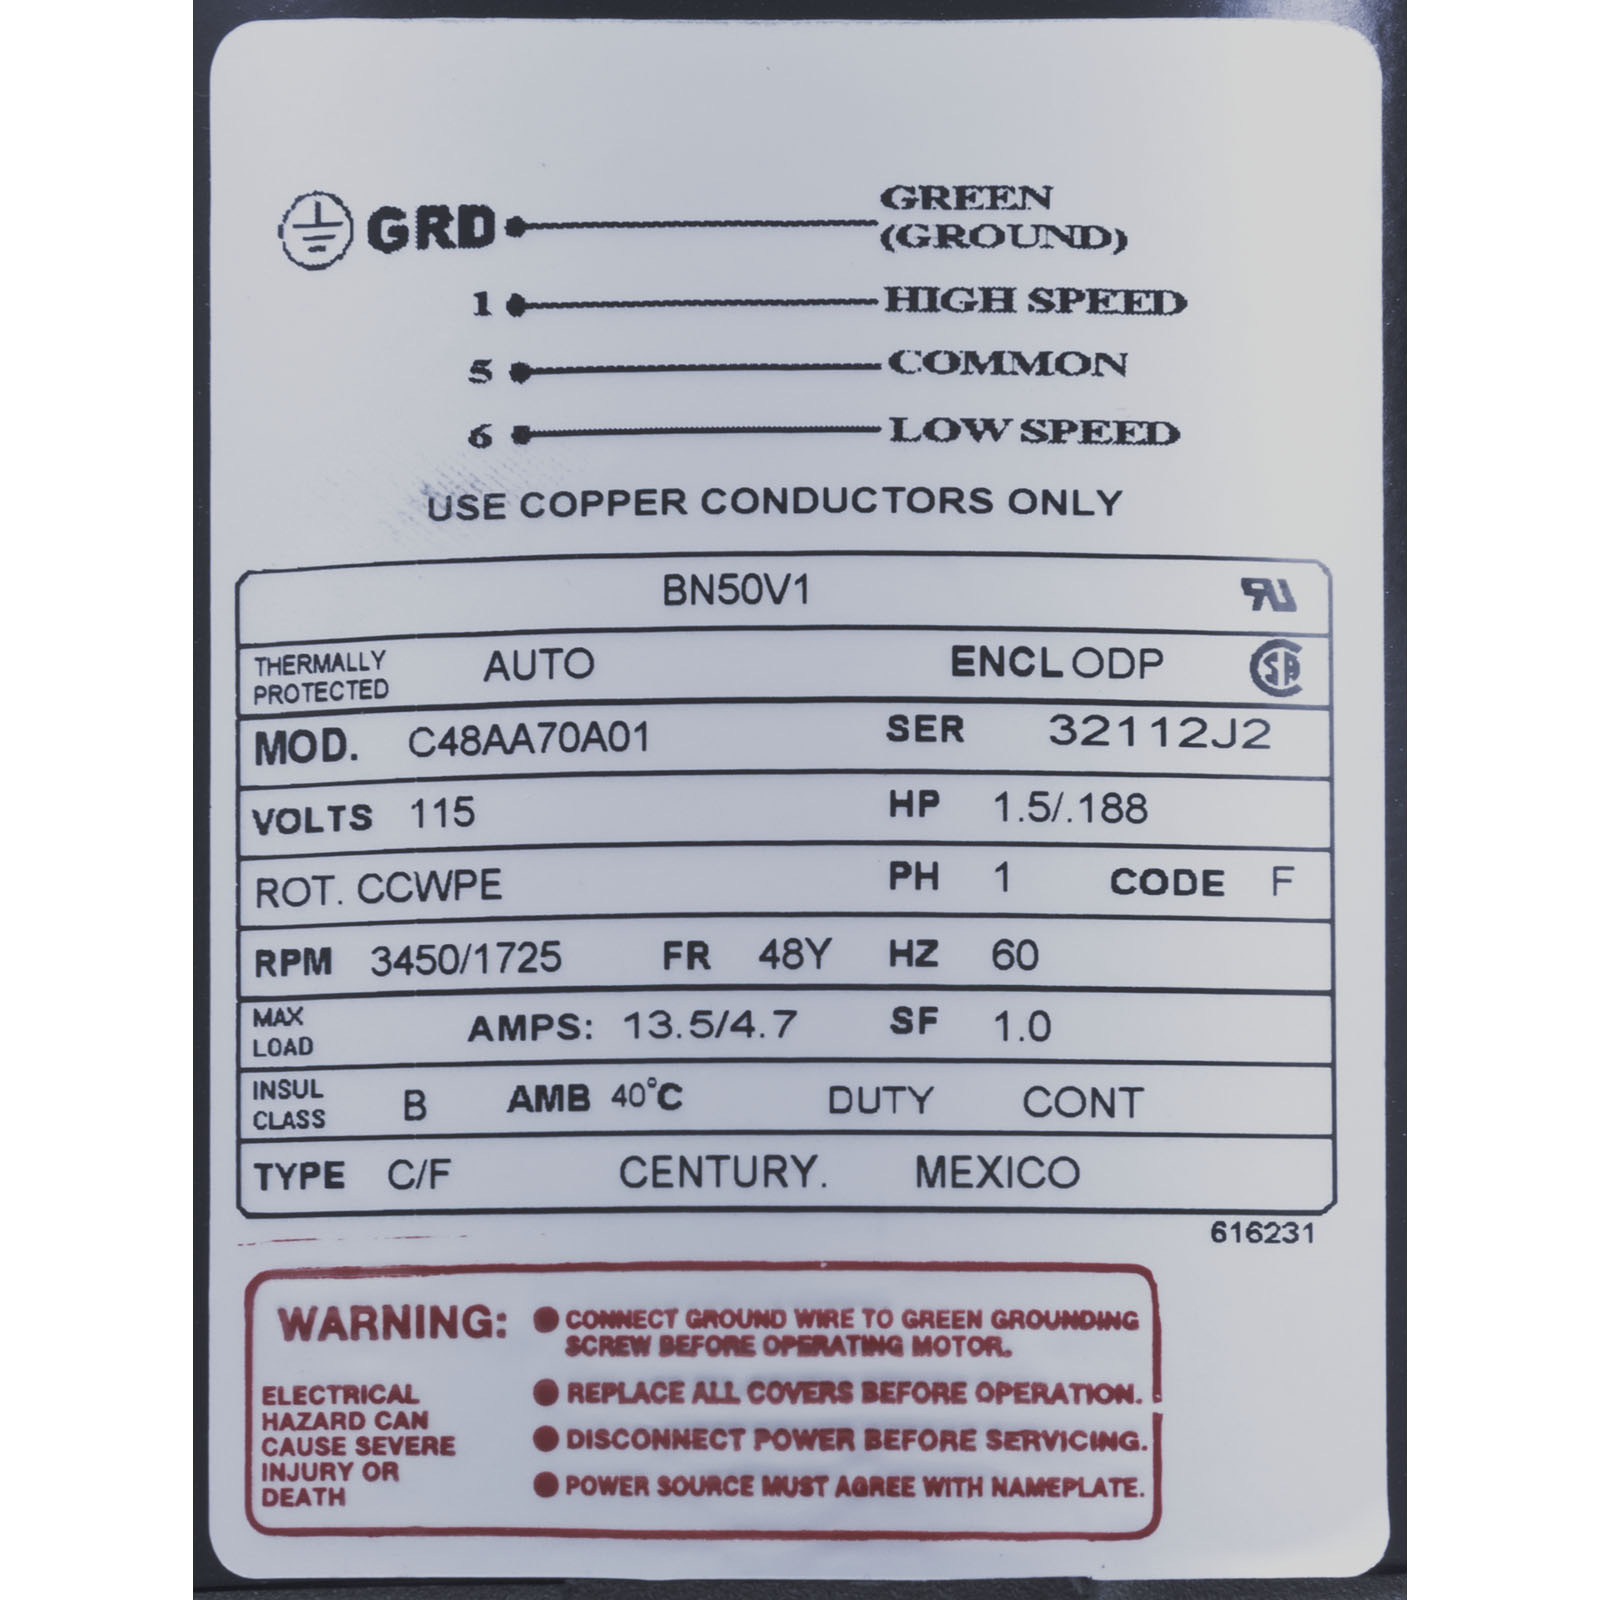 GRD GREEN
(GROUND)
1 HIGH SPEED
5 COMMON
6 LOW SPEED
USE COPPER CONDUCTORS ONLY
BN50V1
THERMALLY
PROTECTED AUTO ENCL ODP
MOD. C48AA70A01 SER 32112J2
VOLTS 115 HP 1.5/.188
ROT. CCWPE PH 1 CODE F
RPM 3450/1725 FR 48Y HZ 60
MAX
LOAD AMPS: 13.5/4.7 SF 1.0
INSUL
CLASS B AMB 40°C DUTY CONT
TYPE C/F CENTURY. MEXICO
616231
WARNING:
ELECTRICAL
HAZARD CAN
CAUSE SEVERE
INJURY OR
DEATH
● CONNECT GROUND WIRE TO GREEN GROUNDING
SCREW BEFORE OPERATING MOTOR.
● REPLACE ALL COVERS BEFORE OPERATION.
● DISCONNECT POWER BEFORE SERVICING.
● POWER SOURCE MUST AGREE WITH NAMEPLATE.